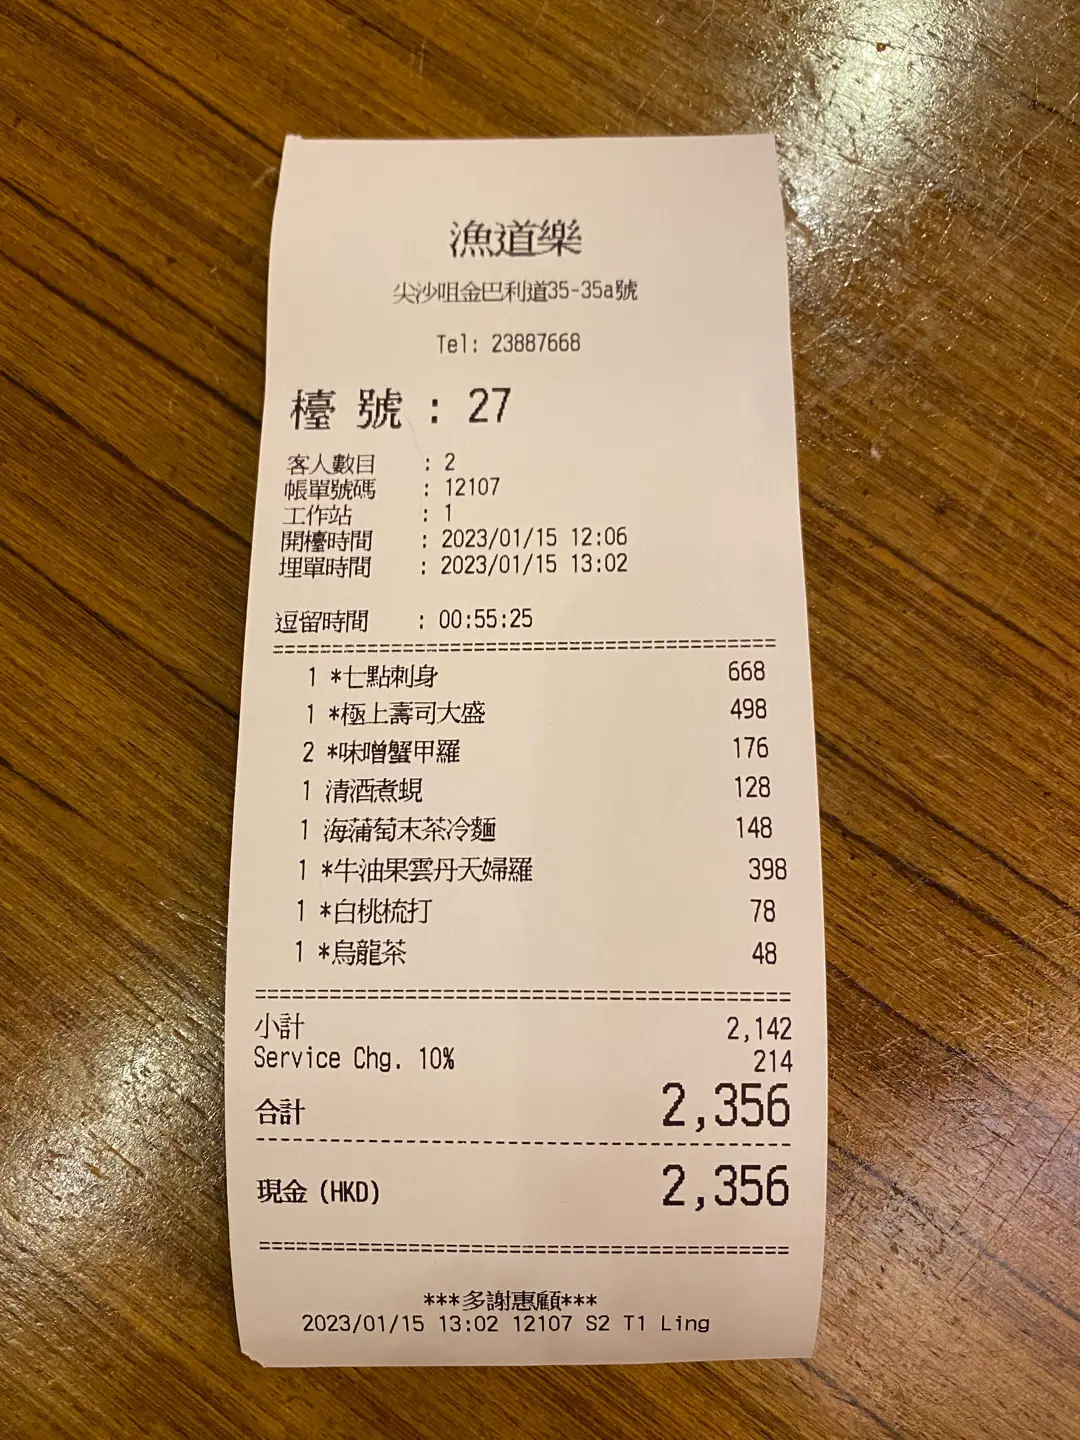 漁道樂
尖沙咀金巴利道35-35a號
Tel: 23887668
檯 號 : 27
客人數目 : 2
帳單號碼 : 12107
工作站 : 1
開檯時間 : 2023/01/15 12:06
埋單時間 : 2023/01/15 13:02
逗留時間 : 00:55:25
1 *七點刺身 668
1 *極上壽司大盛 498
2 *味噌蟹甲羅 176
1 清酒煮蜆 128
1 海蒲萄末茶冷麵 148
1 *牛油果雲丹天婦羅 398
1 *白桃梳打 78
1 *烏龍茶 48
小計 2,142
Service Chg. 10% 214
合計 2,356
現金 (HKD) 2,356
***多謝惠顧***
2023/01/15 13:02 12107 S2 T1 Ling